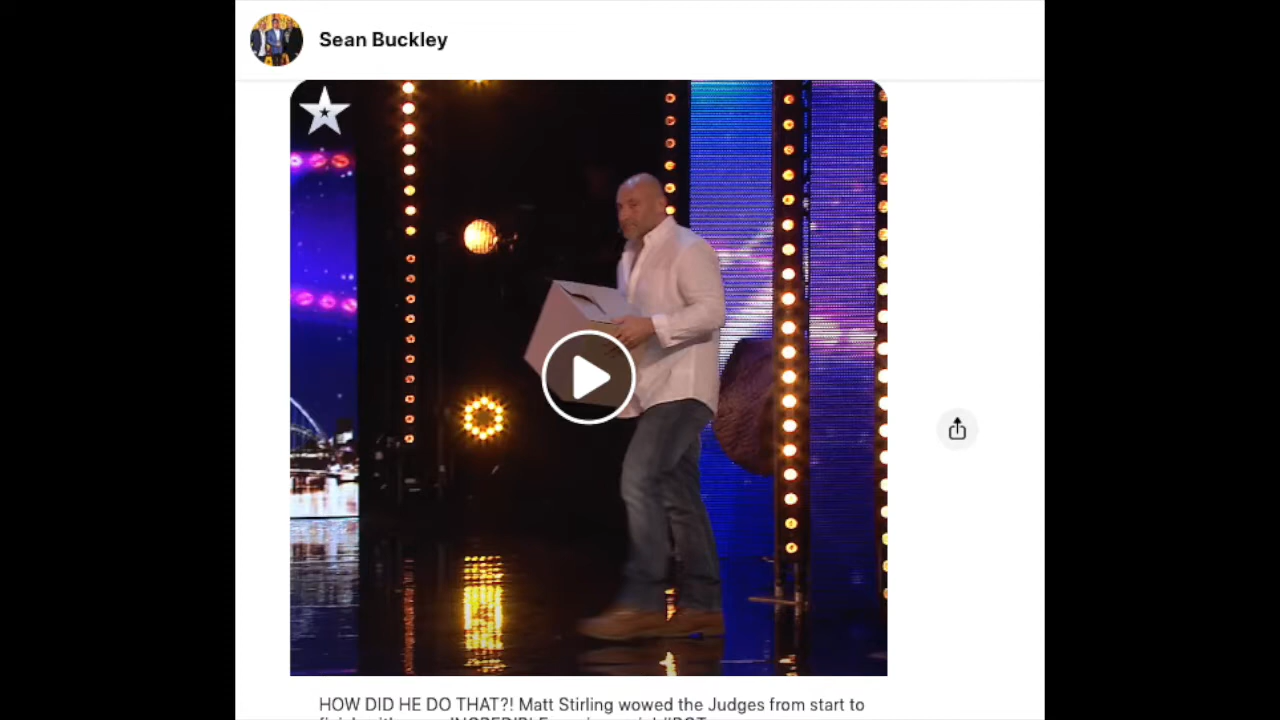 Sean Buckley
HOW DID HE DO THAT?! Matt Stirling wowed the Judges from start to